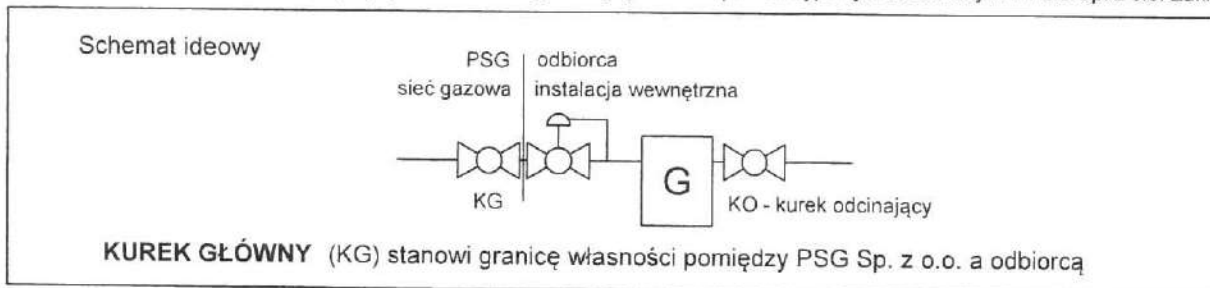 Schemat ideowy
PSG odbiorca
sieć gazowa instalacja wewnętrzna
G
KG
KO - kurek odcinający
KUREK GŁÓWNY (KG) stanowi granicę własności pomiędzy PSG Sp. z o.o. a odbiorcą